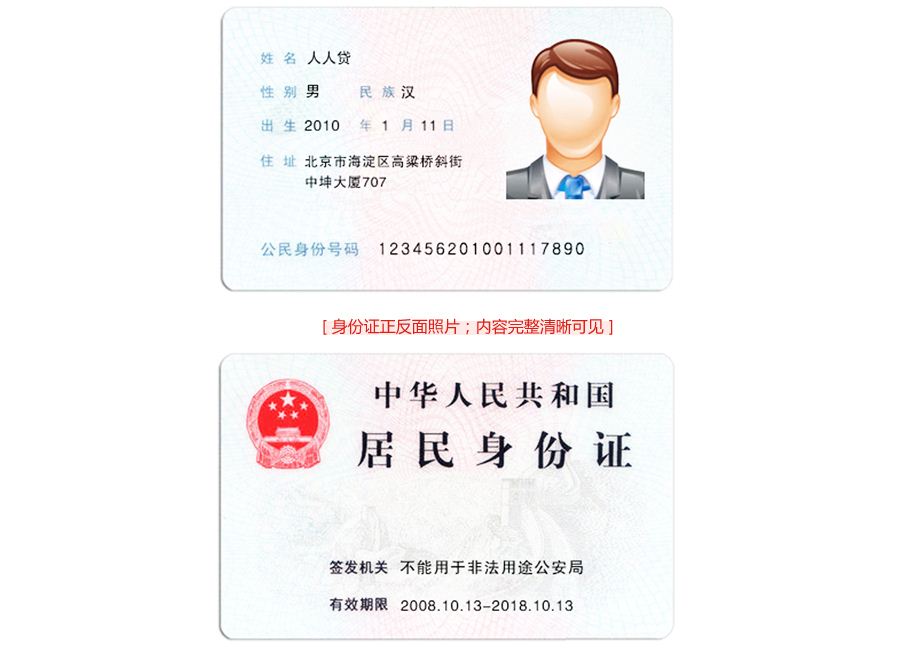 姓 名 人人贷
性 别 男 民 族 汉
出 生 2010 年 1 月 11 日
住 址 北京市海淀区高粱桥斜街
中坤大厦707
公民身份号码 123456201001117890
[ 身份证正反面照片；内容完整清晰可见 ]
中华人民共和国
居民身份证
签发机关 不能用于非法用途公安局
有效期限 2008.10.13-2018.10.13